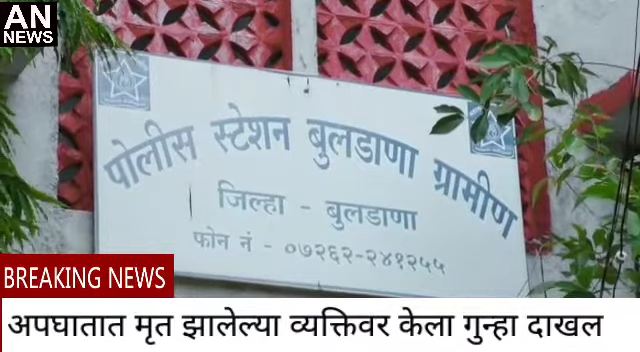 AN
NEWS
पोलीस स्टेशन बुलडाणा ग्रामीण
जिल्हा - बुलडाणा
फोन नं - ०७२६२-२४१२५५
BREAKING NEWS
अपघातात मृत झालेल्या व्यक्तिवर केला गुन्हा दाखल